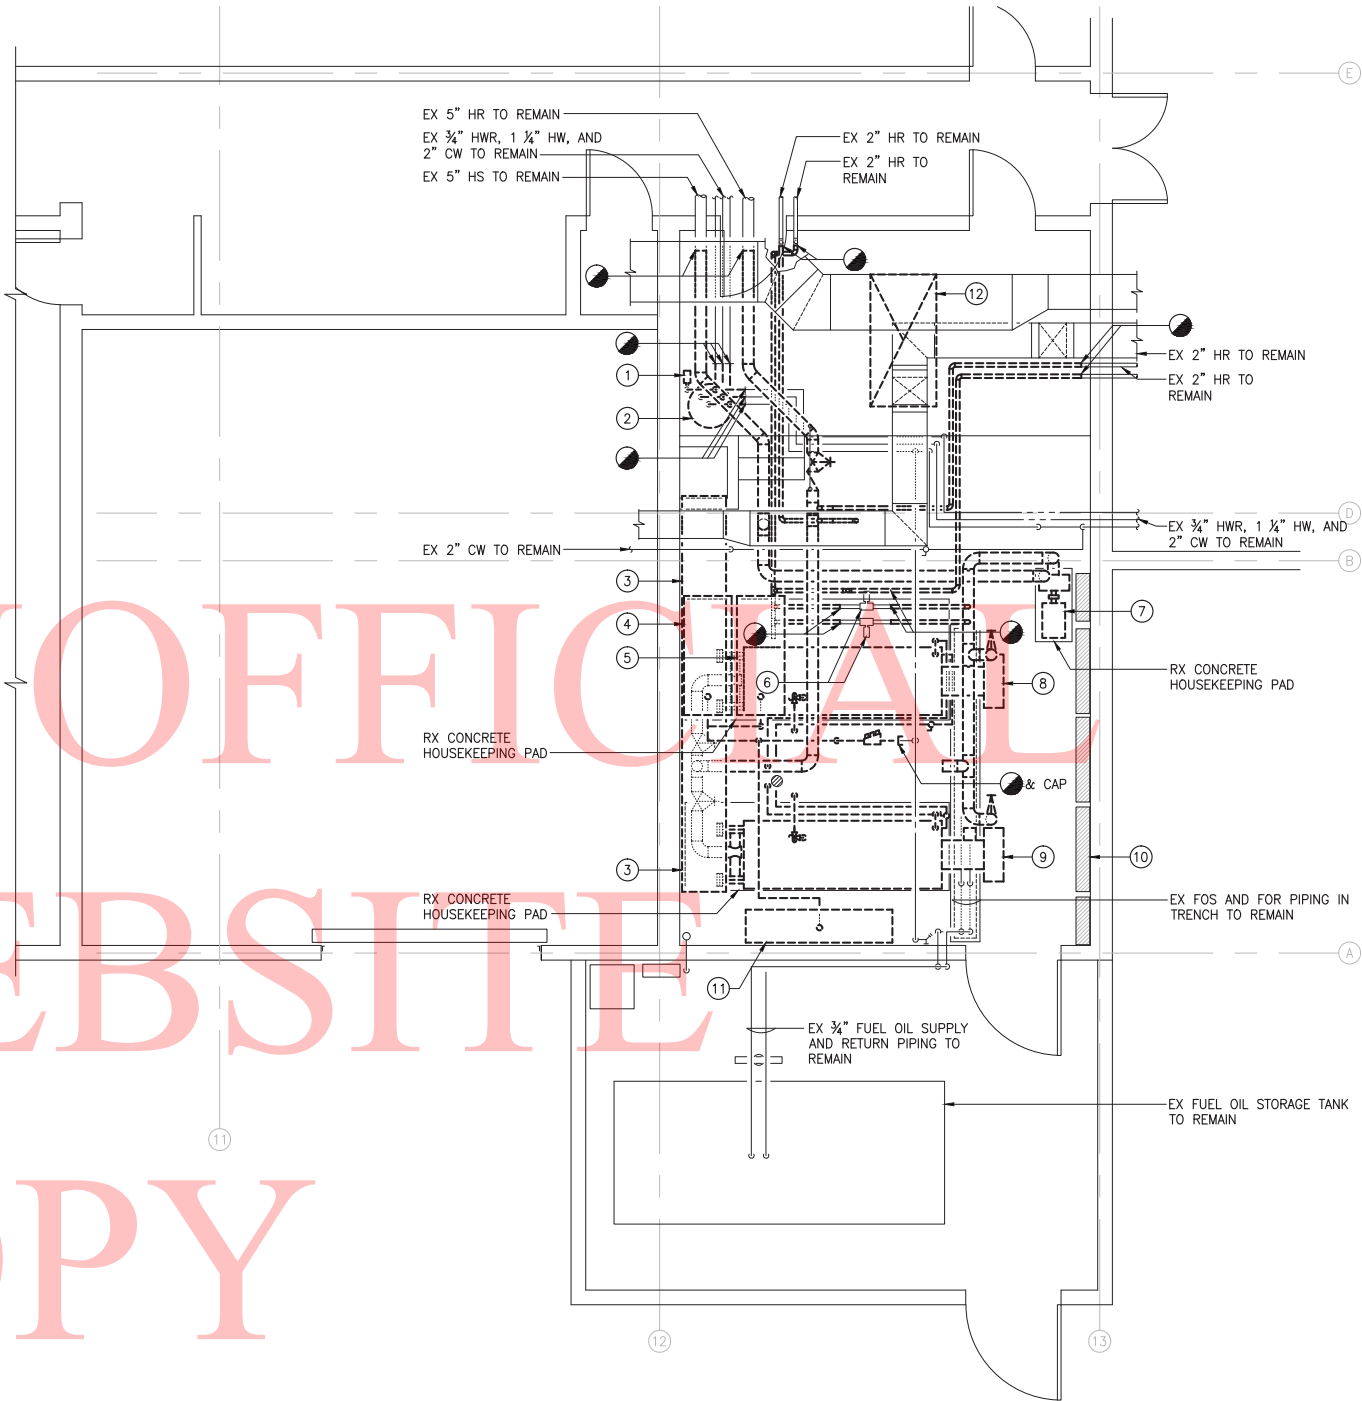 E
EX 5" HR TO REMAIN
EX ¾" HWR, 1 ¼" HW, AND
2" CW TO REMAIN
EX 5" HS TO REMAIN
EX 2" HR TO REMAIN
EX 2" HR TO
REMAIN
12
EX 2" HR TO REMAIN
EX 2" HR TO
REMAIN
1
2
D
EX ¾" HWR, 1 ¼" HW, AND
2" CW TO REMAIN
EX 2" CW TO REMAIN
B
3
4
5
6
7
8
RX CONCRETE
HOUSEKEEPING PAD
RX CONCRETE
HOUSEKEEPING PAD
& CAP
3
9
10
RX CONCRETE
HOUSEKEEPING PAD
EX FOS AND FOR PIPING IN
TRENCH TO REMAIN
A
11
EX ¾" FUEL OIL SUPPLY
AND RETURN PIPING TO
REMAIN
EX FUEL OIL STORAGE TANK
TO REMAIN
11
12
13
OFFICIAL
EBSITE
OPY